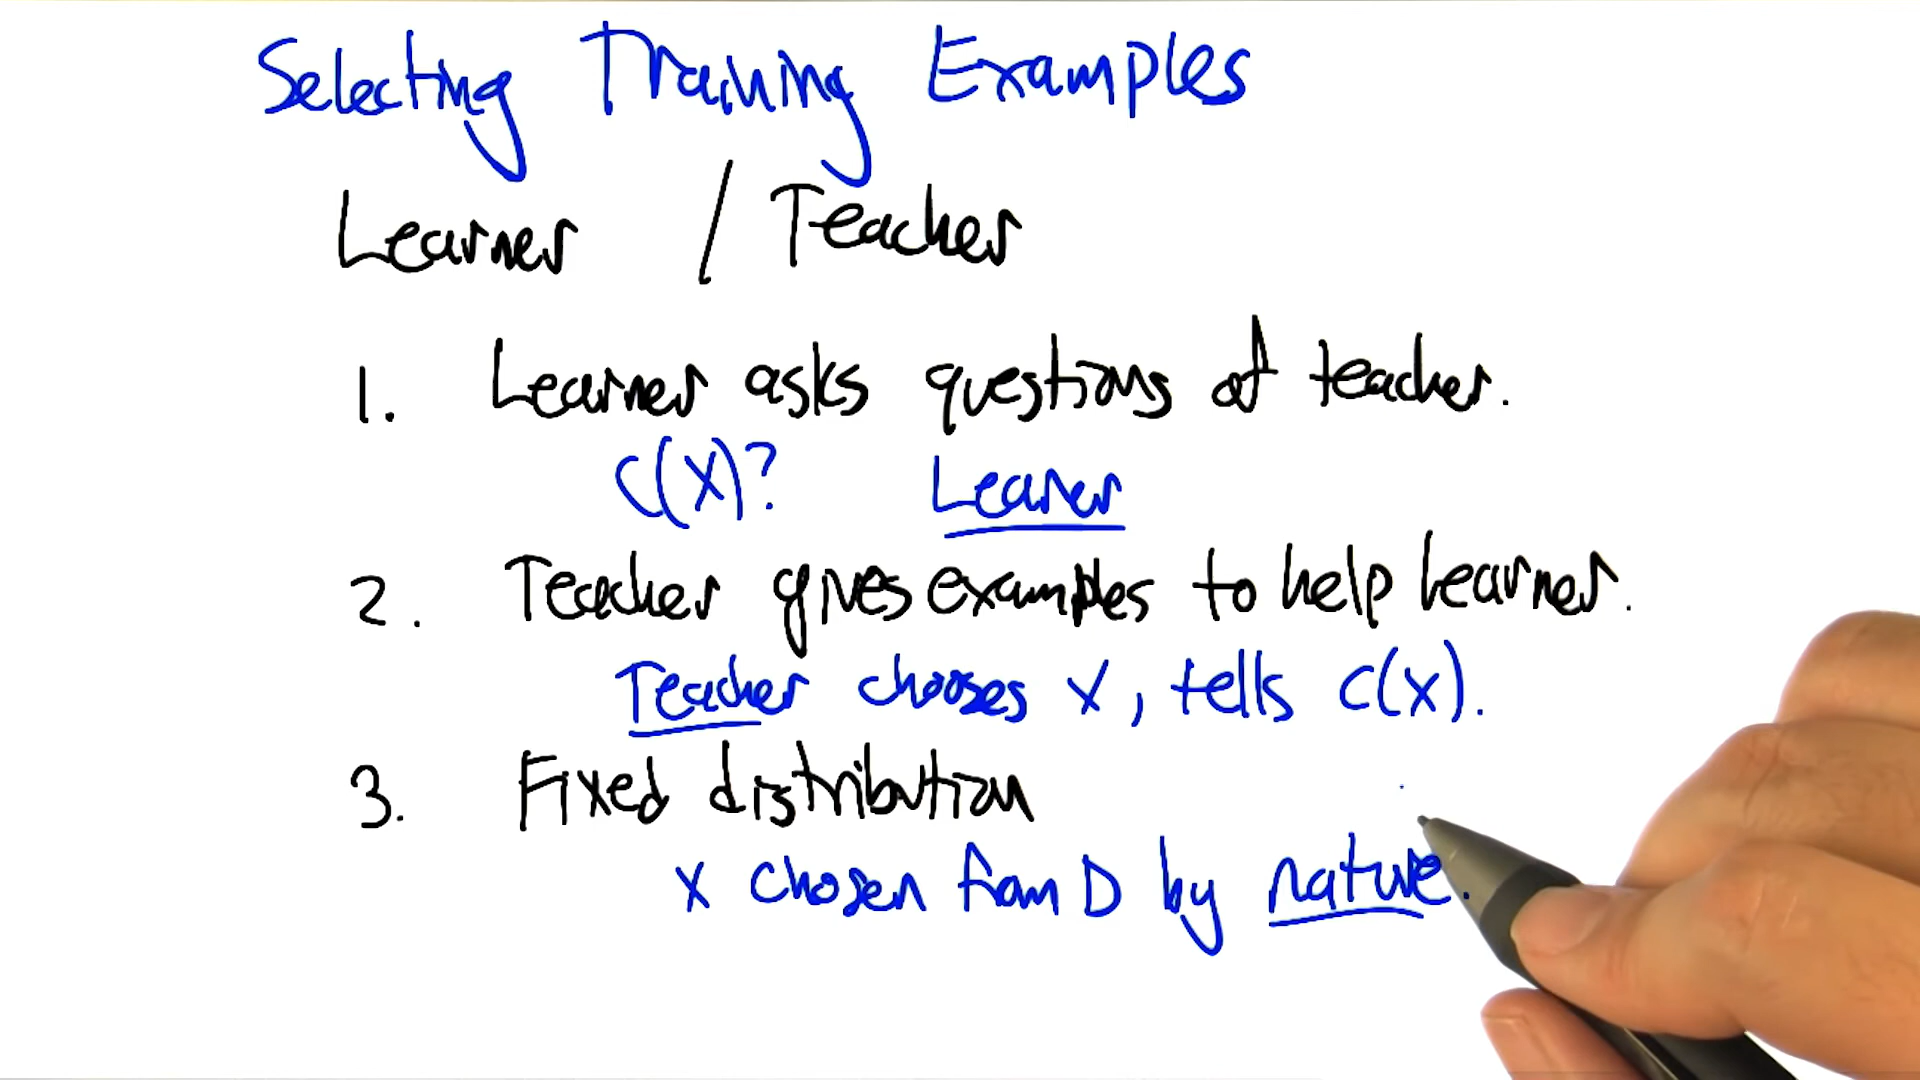 Selecting Training Examples
Learner / Teacher
1. Learner asks questions of teacher.
c(x)? Learner
2. Teacher gives examples to help learner.
Teacher chooses x, tells c(x).
3. Fixed distribution
x chosen from D by nature.